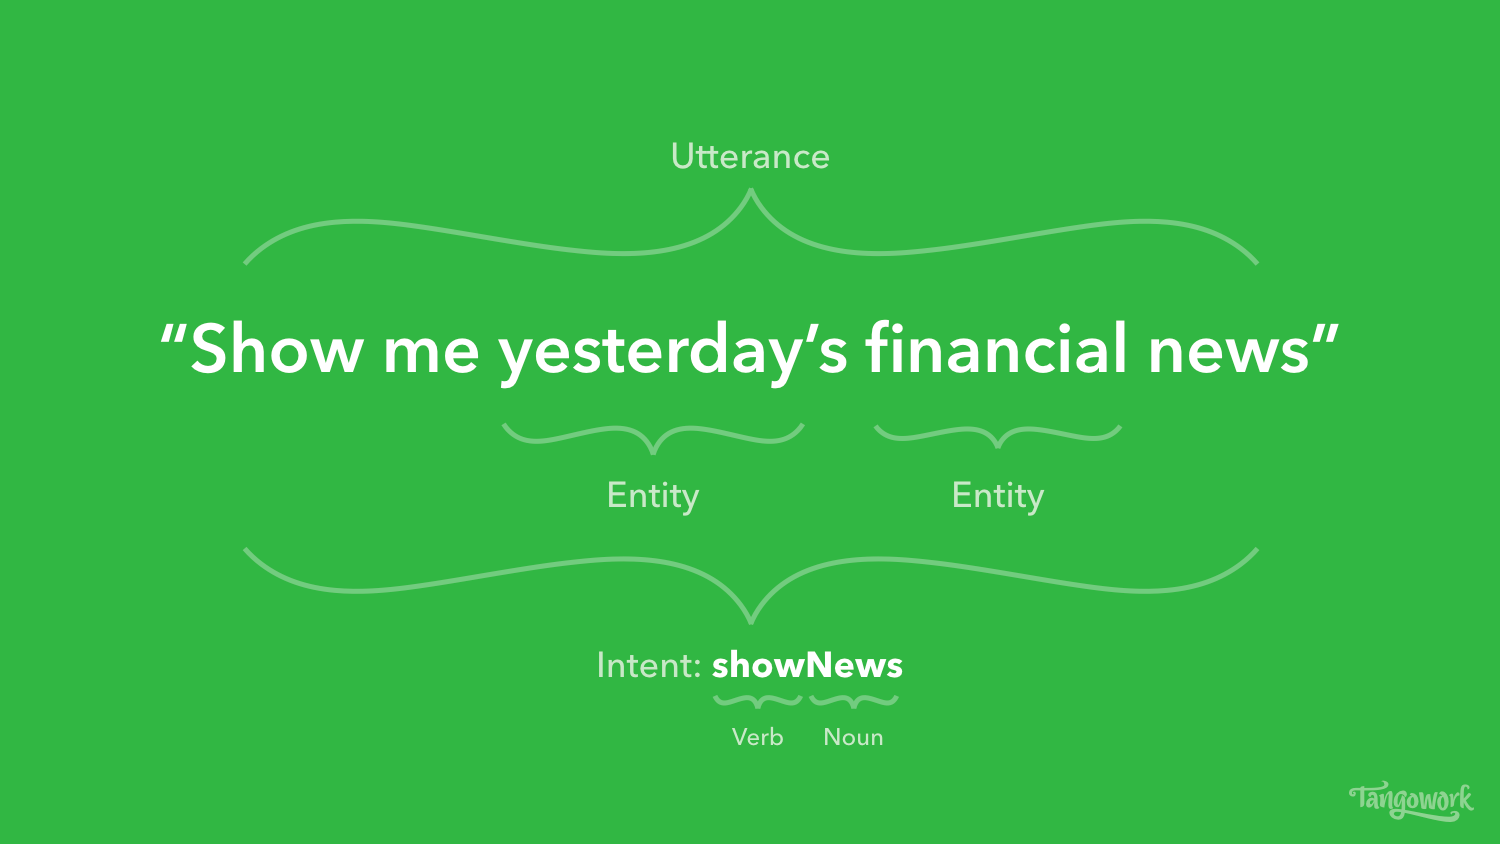 Utterance
“Show me yesterday’s financial news”
Entity Entity
Intent: showNews
Verb Noun
Tangowork